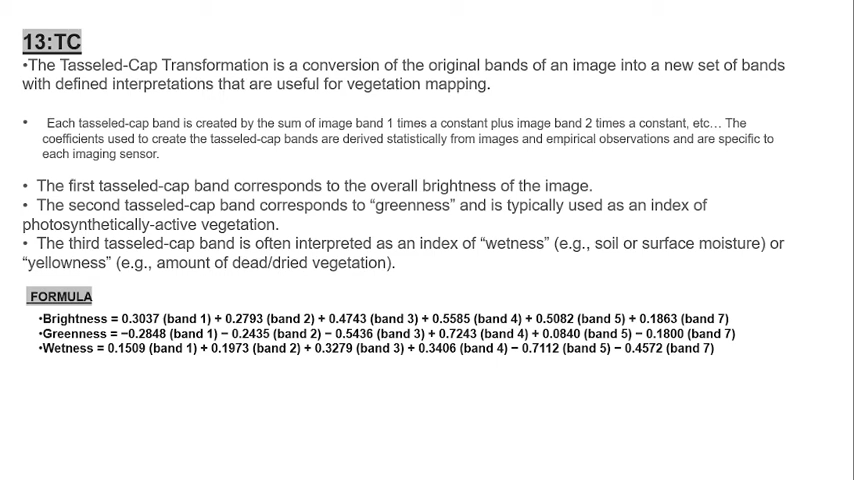 13:TC
•The Tasseled-Cap Transformation is a conversion of the original bands of an image into a new set of bands
with defined interpretations that are useful for vegetation mapping.
• Each tasseled-cap band is created by the sum of image band 1 times a constant plus image band 2 times a constant, etc… The
coefficients used to create the tasseled-cap bands are derived statistically from images and empirical observations and are specific to
each imaging sensor.
• The first tasseled-cap band corresponds to the overall brightness of the image.
• The second tasseled-cap band corresponds to “greenness” and is typically used as an index of
photosynthetically-active vegetation.
• The third tasseled-cap band is often interpreted as an index of “wetness” (e.g., soil or surface moisture) or
“yellowness” (e.g., amount of dead/dried vegetation).
FORMULA
•Brightness = 0.3037 (band 1) + 0.2793 (band 2) + 0.4743 (band 3) + 0.5585 (band 4) + 0.5082 (band 5) + 0.1863 (band 7)
•Greenness = −0.2848 (band 1) − 0.2435 (band 2) − 0.5436 (band 3) + 0.7243 (band 4) + 0.0840 (band 5) − 0.1800 (band 7)
•Wetness = 0.1509 (band 1) + 0.1973 (band 2) + 0.3279 (band 3) + 0.3406 (band 4) − 0.7112 (band 5) − 0.4572 (band 7)